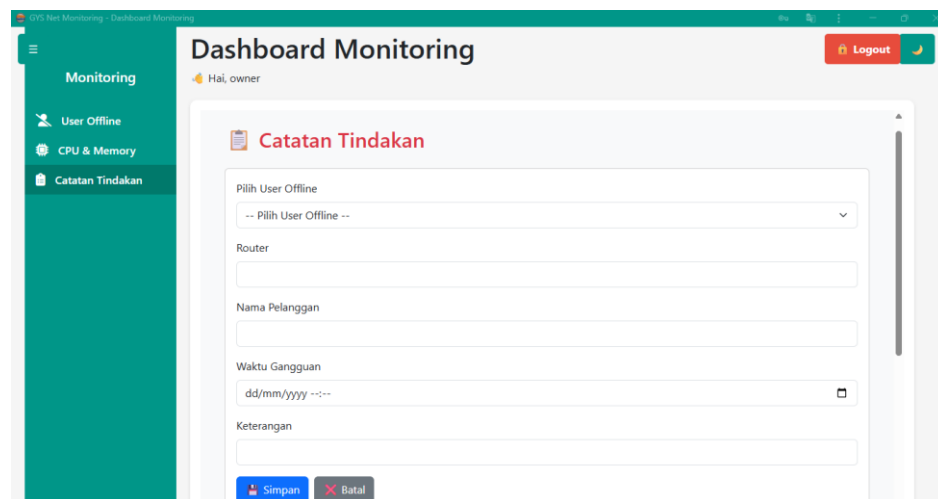 GYS Net Monitoring - Dashboard Monitoring
Dashboard Monitoring
Hai, owner
Logout
Monitoring
User Offline
CPU & Memory
Catatan Tindakan
Catatan Tindakan
Pilih User Offline
-- Pilih User Offline --
Router
Nama Pelanggan
Waktu Gangguan
dd/mm/yyyy --:--
Keterangan
Simpan
Batal